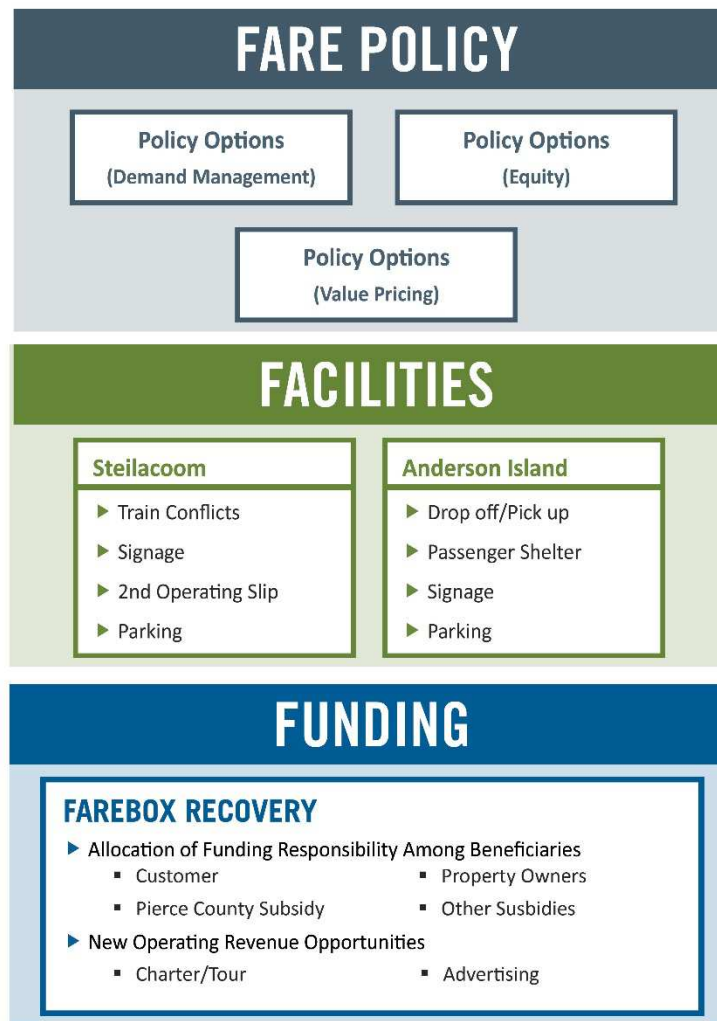 FARE POLICY
Policy Options
(Demand Management)
Policy Options
(Equity)
Policy Options
(Value Pricing)
FACILITIES
Steilacoom
Train Conflicts
Signage
2nd Operating Slip
Parking
Anderson Island
Drop off/Pick up
Passenger Shelter
Signage
Parking
FUNDING
FAREBOX RECOVERY
Allocation of Funding Responsibility Among Beneficiaries
Customer
Property Owners
Pierce County Subsidy
Other Susbidies
New Operating Revenue Opportunities
Charter/Tour
Advertising